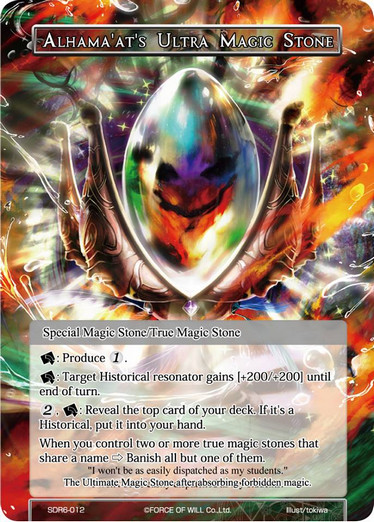 Alhama'at's Ultra Magic Stone
Special Magic Stone/True Magic Stone
: Produce 1 .
: Target Historical resonator gains [+200/+200] until
end of turn.
2 , : Reveal the top card of your deck. If it's a
Historical, put it into your hand.
When you control two or more true magic stones that
share a name ⇨ Banish all but one of them.
"I won't be as easily dispatched as my students."
The Ultimate Magic Stone after absorbing forbidden magic.
SDR6-012 ©FORCE OF WILL Co.,Ltd. Illust/tokiwa